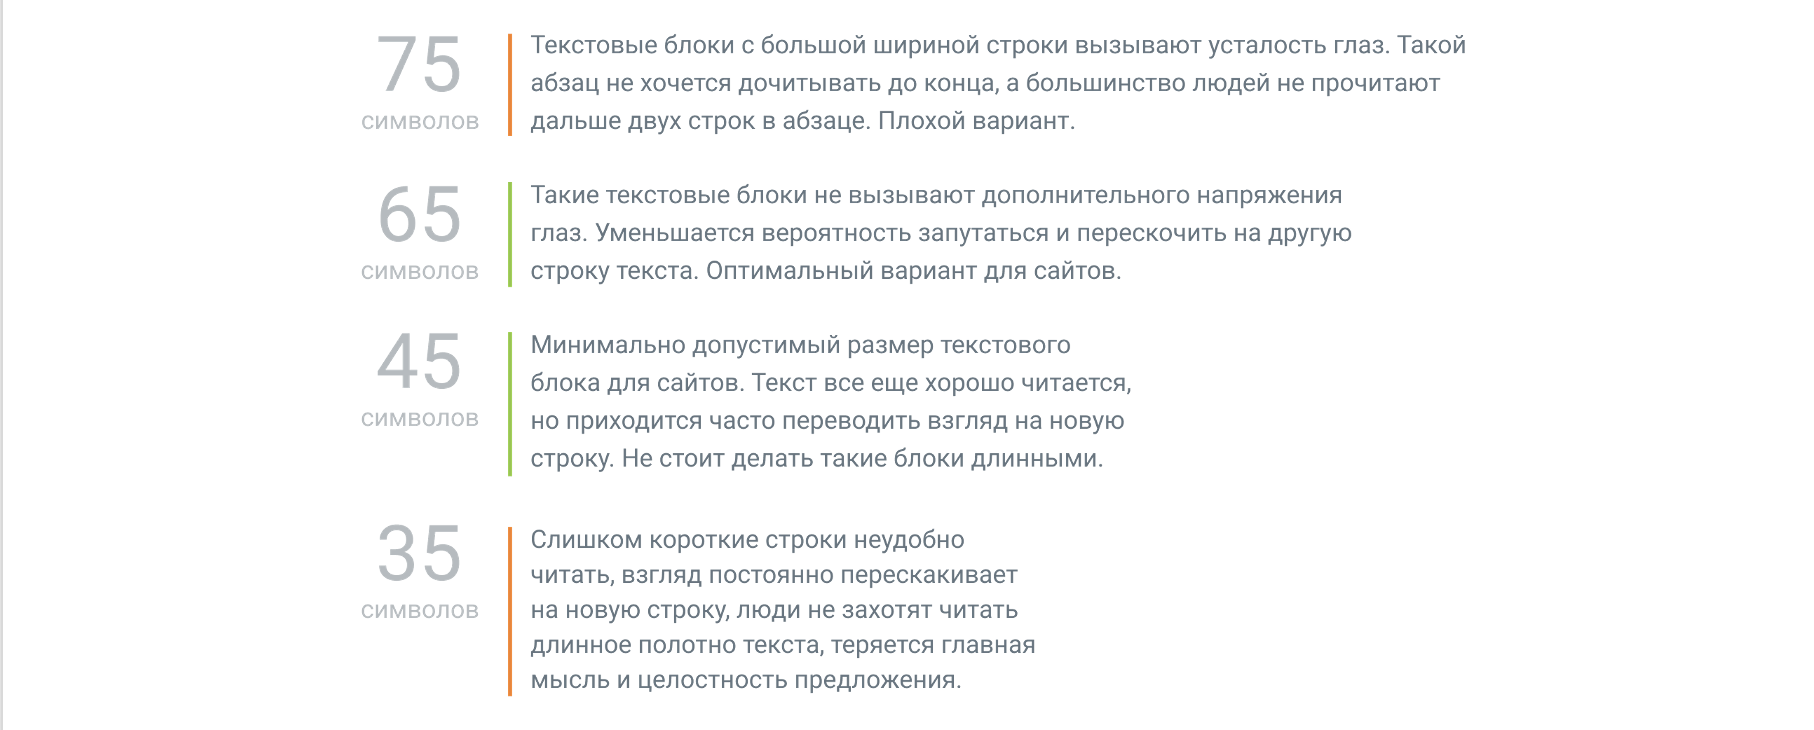 75
символов
Текстовые блоки с большой шириной строки вызывают усталость глаз. Такой
абзац не хочется дочитывать до конца, а большинство людей не прочитают
дальше двух строк в абзаце. Плохой вариант.
65
символов
Такие текстовые блоки не вызывают дополнительного напряжения
глаз. Уменьшается вероятность запутаться и перескочить на другую
строку текста. Оптимальный вариант для сайтов.
45
символов
Минимально допустимый размер текстового
блока для сайтов. Текст все еще хорошо читается,
но приходится часто переводить взгляд на новую
строку. Не стоит делать такие блоки длинными.
35
символов
Слишком короткие строки неудобно
читать, взгляд постоянно перескакивает
на новую строку, люди не захотят читать
длинное полотно текста, теряется главная
мысль и целостность предложения.